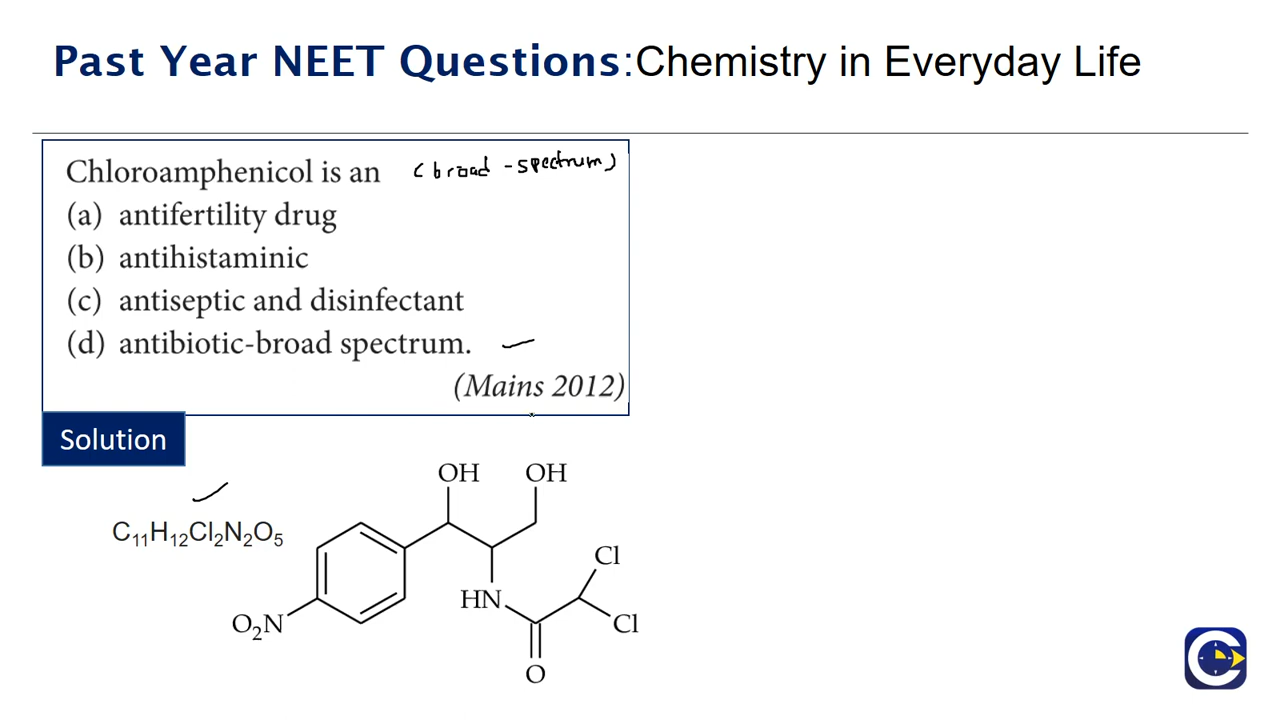 Past Year NEET Questions:Chemistry in Everyday Life
Chloroamphenicol is an (broad-spectrum)
(a) antifertility drug
(b) antihistaminic
(c) antiseptic and disinfectant
(d) antibiotic-broad spectrum.
(Mains 2012)
Solution
OH OH
C₁₁H₁₂Cl₂N₂O₅
Cl
HN
O₂N
Cl
O